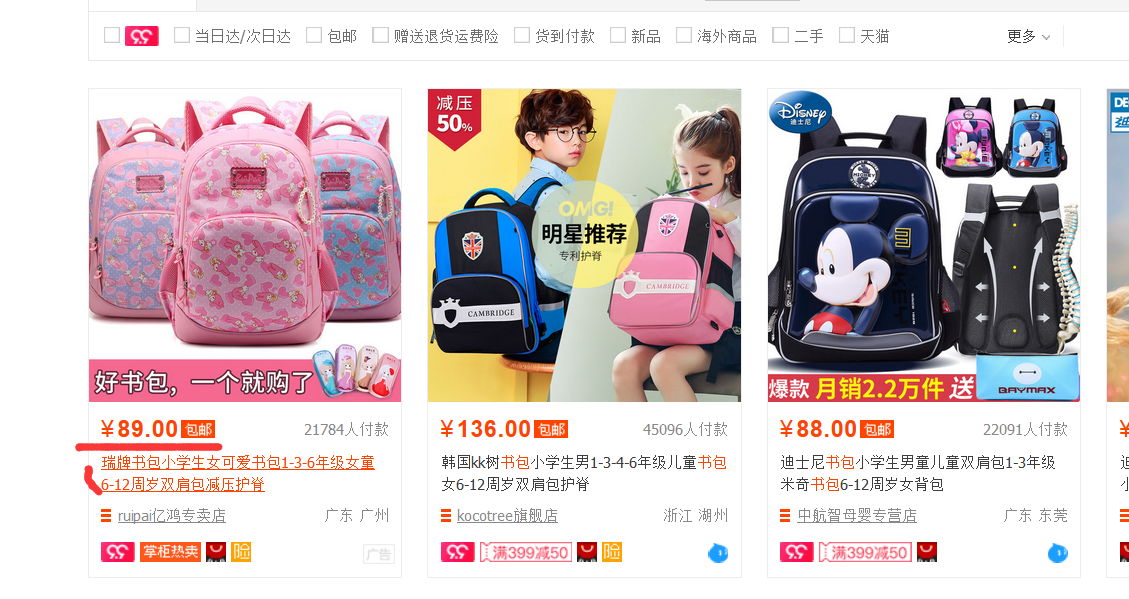 99 当日达/次日达 包邮 赠送退货运费险 货到付款 新品 海外商品 二手 天猫 更多
好书包，一个就购了
¥89.00 包邮 21784人付款
瑞牌书包小学生女可爱书包1-3-6年级女童
6-12周岁双肩包减压护脊
ruipai亿鸿专卖店 广东 广州
99 掌柜热卖 险 广告
减压
50%
OMG!
明星推荐
专利护脊
CAMBRIDGE
CAMBRIDGE
¥136.00 包邮 45096人付款
韩国kk树书包小学生男1-3-4-6年级儿童书包
女6-12周岁双肩包护脊
kocotree旗舰店 浙江 湖州
99 满399减50 险
Disney
迪士尼
爆款 月销2.2万件 送
BAYMAX
¥88.00 包邮 22091人付款
迪士尼书包小学生男童儿童双肩包1-3年级
米奇书包6-12周岁女背包
中航智母婴专营店 广东 东莞
99 满399减50